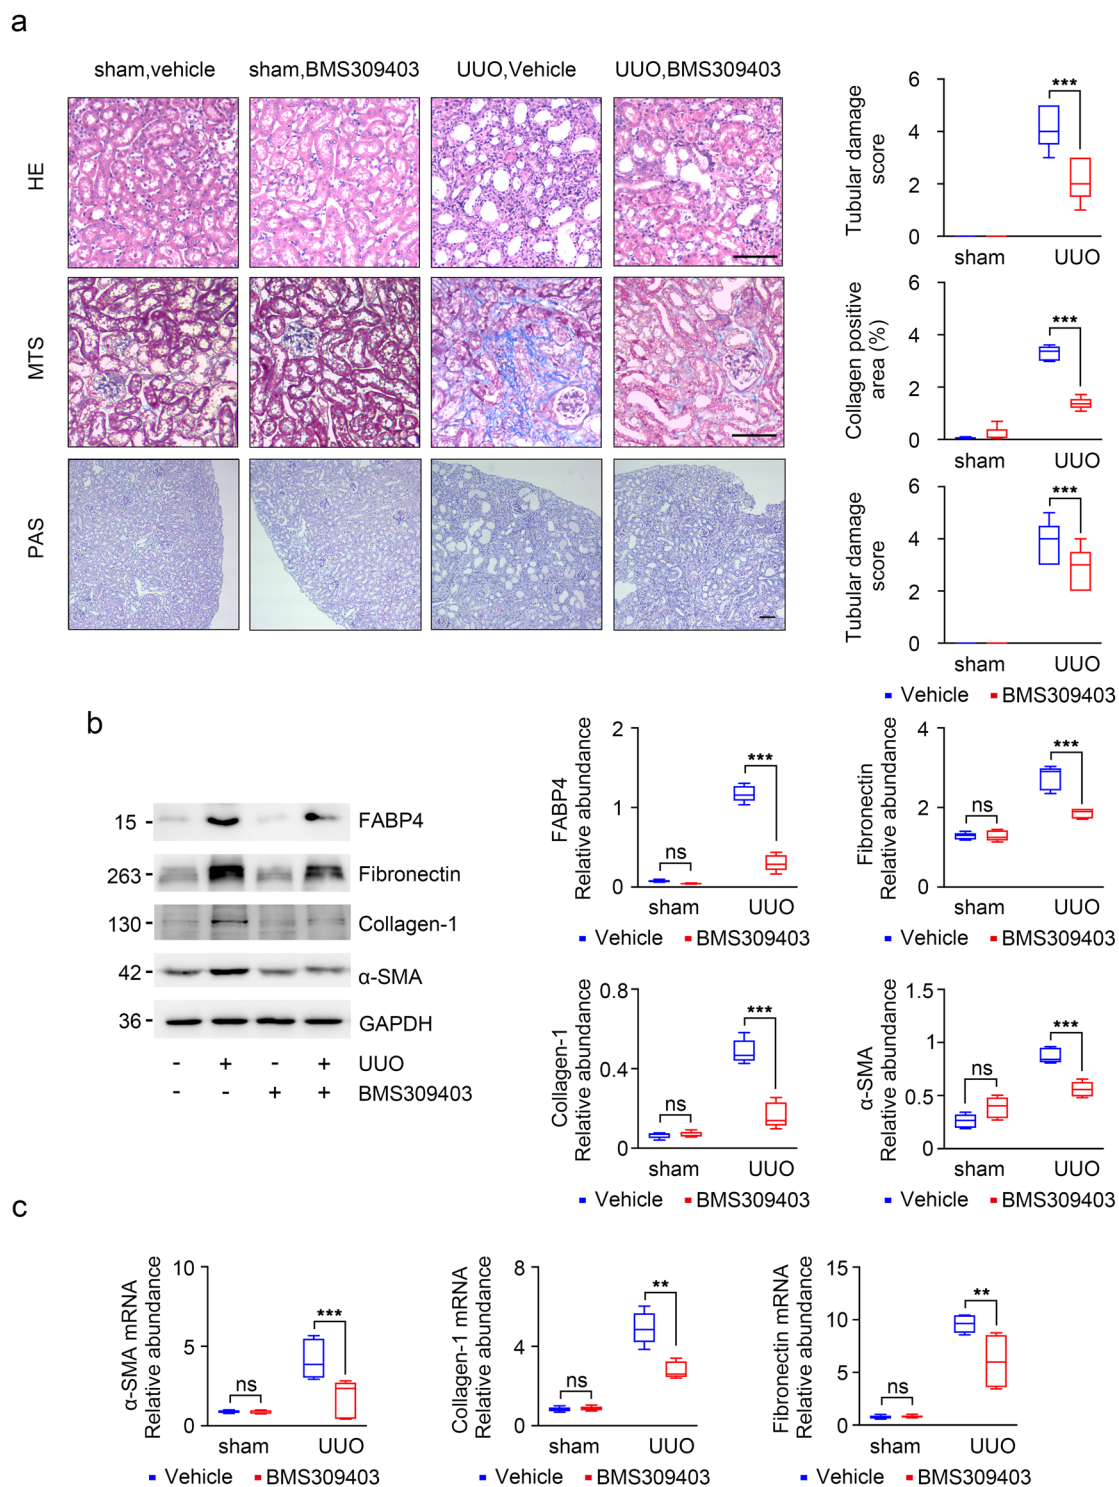 a
sham,vehicle
sham,BMS309403
UUO,Vehicle
UUO,BMS309403
HE
MTS
PAS
Tubular damage
score
6
4
2
0
***
sham
UUO
Collagen positive
area (%)
6
4
2
0
***
sham
UUO
Tubular damage
score
6
4
2
0
***
sham
UUO
Vehicle
BMS309403
b
15
FABP4
263
Fibronectin
130
Collagen-1
42
α-SMA
36
GAPDH
- + - + UUO
- - + + BMS309403
FABP4
Relative abundance
2
1
0
ns
***
sham
UUO
Vehicle
BMS309403
Fibronectin
Relative abundance
4
2
0
ns
***
sham
UUO
Vehicle
BMS309403
Collagen-1
Relative abundance
0.8
0.4
0
ns
***
sham
UUO
Vehicle
BMS309403
α-SMA
Relative abundance
1.5
1
0.5
0
ns
***
sham
UUO
Vehicle
BMS309403
c
α-SMA mRNA
Relative abundance
10
5
0
ns
***
sham
UUO
Vehicle
BMS309403
Collagen-1 mRNA
Relative abundance
8
4
0
ns
**
sham
UUO
Vehicle
BMS309403
Fibronectin mRNA
Relative abundance
15
10
5
0
ns
**
sham
UUO
Vehicle
BMS309403